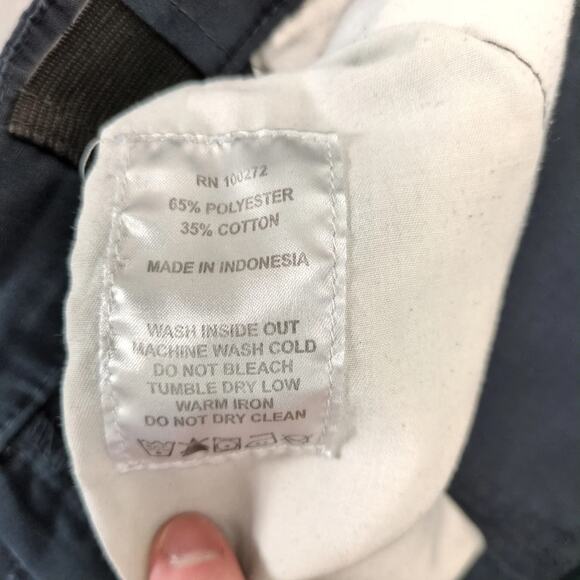 RN 100272
65% POLYESTER
35% COTTON
MADE IN INDONESIA
WASH INSIDE OUT
MACHINE WASH COLD
DO NOT BLEACH
TUMBLE DRY LOW
WARM IRON
DO NOT DRY CLEAN